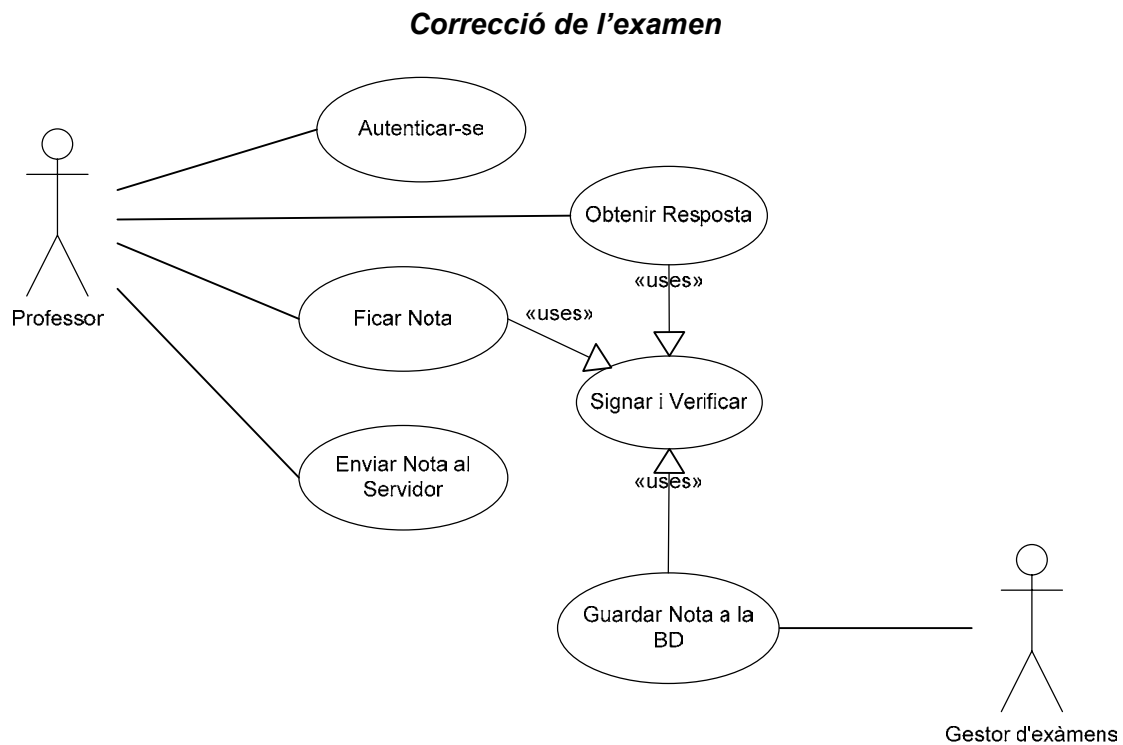 Correcció de l’examen
Autenticar-se
Obtenir Resposta
«uses»
Professor
Ficar Nota
«uses»
Signar i Verificar
Enviar Nota al
Servidor
«uses»
Guardar Nota a la
BD
Gestor d'exàmens